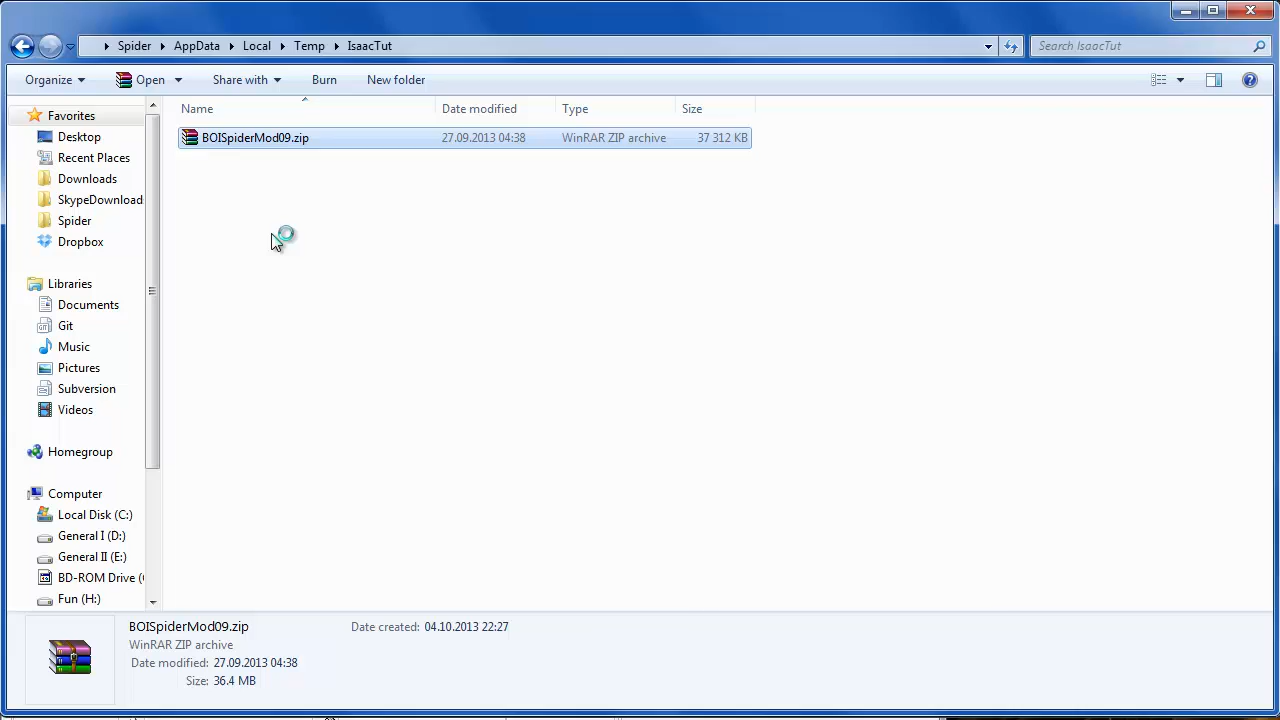 Spider AppData Local Temp IsaacTut
Search IsaacTut
Organize Open Share with Burn New folder
Name Date modified Type Size
BOISpiderMod09.zip 27.09.2013 04:38 WinRAR ZIP archive 37 312 KB
Favorites
Desktop
Recent Places
Downloads
SkypeDownload
Spider
Dropbox
Libraries
Documents
Git
Music
Pictures
Subversion
Videos
Homegroup
Computer
Local Disk (C:)
General I (D:)
General II (E:)
BD-ROM Drive (
Fun (H:)
BOISpiderMod09.zip Date created: 04.10.2013 22:27
WinRAR ZIP archive
Date modified: 27.09.2013 04:38
Size: 36.4 MB